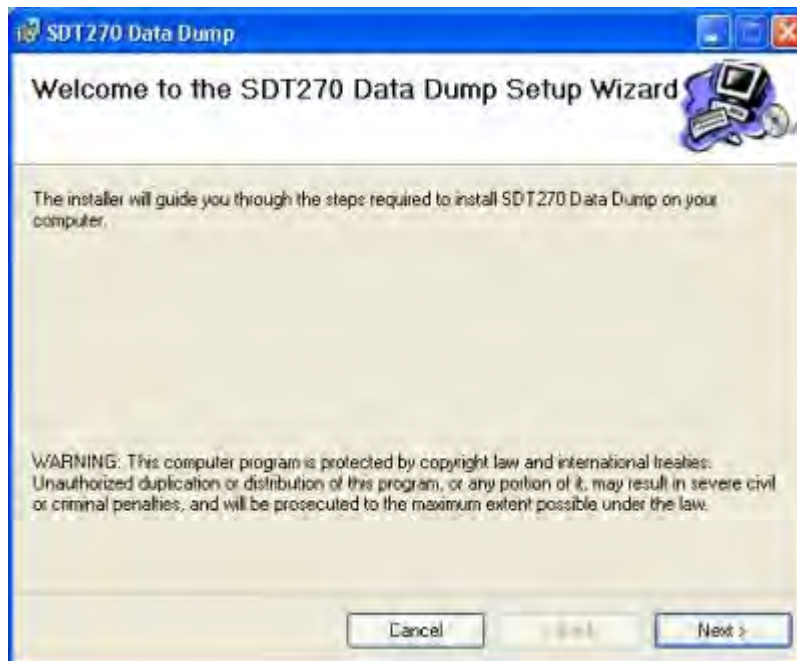 SDT270 Data Dump
Welcome to the SDT270 Data Dump Setup Wizard
The installer will guide you through the steps required to install SDT270 Data Dump on your
computer.
WARNING: This computer program is protected by copyright law and international treaties.
Unauthorized duplication or distribution of this program, or any portion of it, may result in severe civil
or criminal penalties, and will be prosecuted to the maximum extent possible under the law.
Cancel
Next >